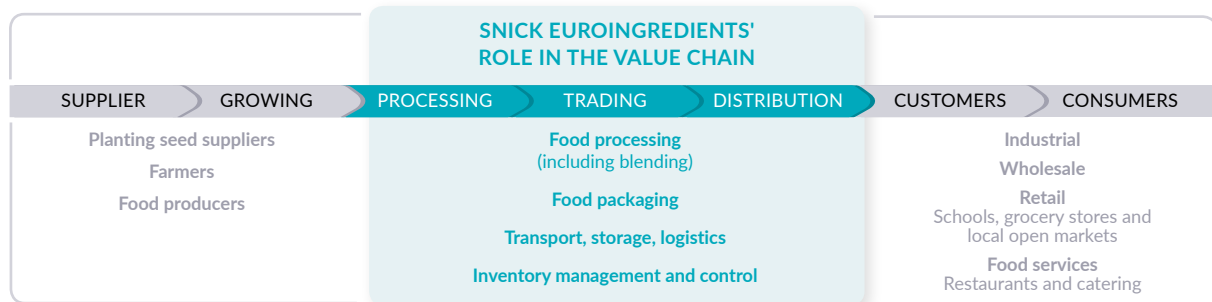 SNICK EUROINGREDIENTS'
ROLE IN THE VALUE CHAIN
SUPPLIER
GROWING
PROCESSING
TRADING
DISTRIBUTION
CUSTOMERS
CONSUMERS
Planting seed suppliers
Farmers
Food producers
Food processing
(including blending)
Food packaging
Transport, storage, logistics
Inventory management and control
Industrial
Wholesale
Retail
Schools, grocery stores and
local open markets
Food services
Restaurants and catering